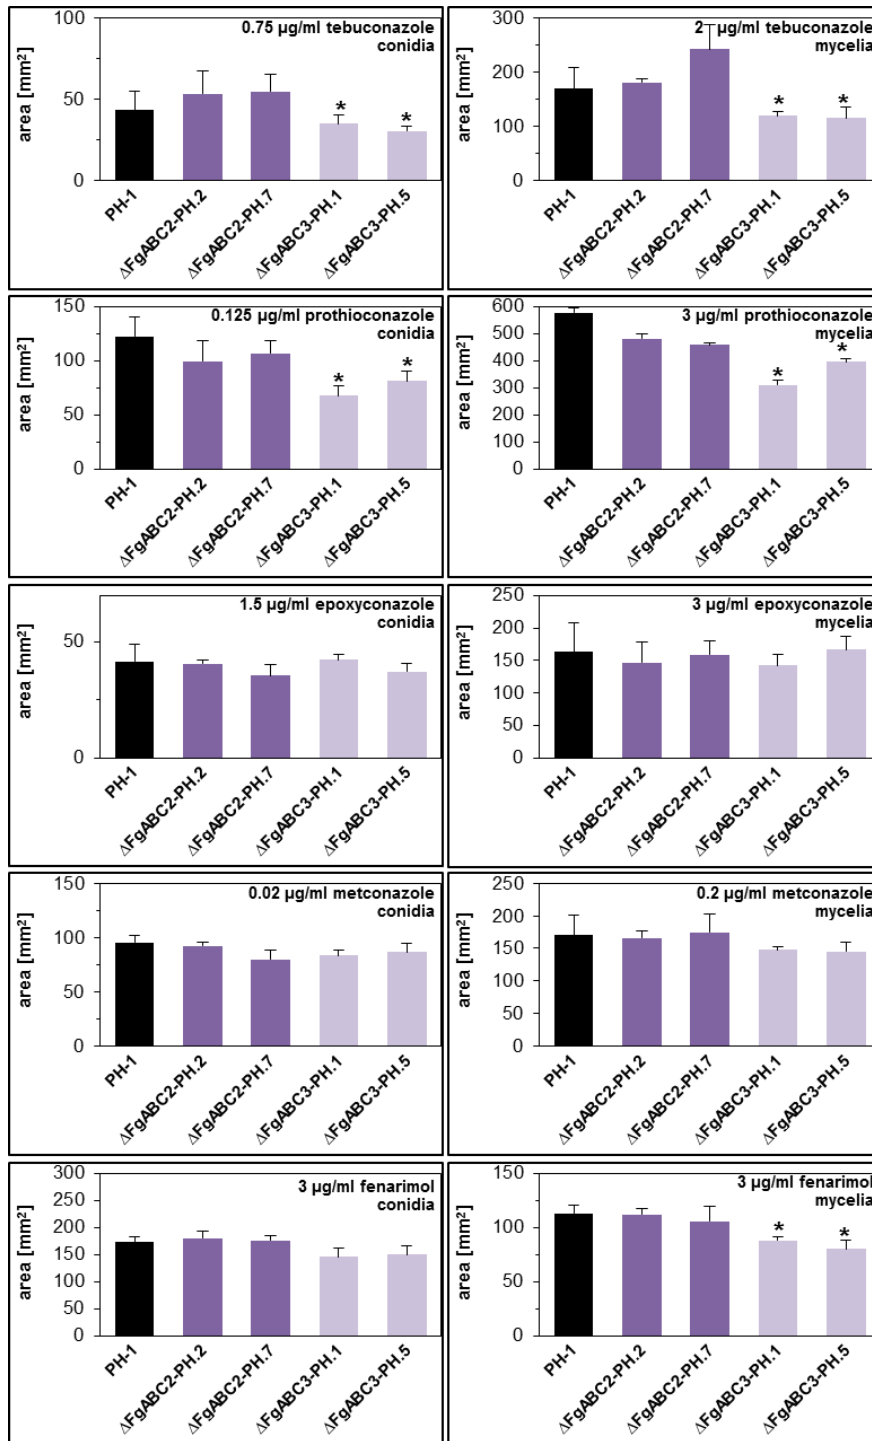 0.75 µg/ml tebuconazole
conidia
area [mm²]
100
50
0
PH-1
ΔFgABC2-PH.2
ΔFgABC2-PH.7
ΔFgABC3-PH.1
ΔFgABC3-PH.5
*
*
2 µg/ml tebuconazole
mycelia
area [mm²]
300
200
100
0
PH-1
ΔFgABC2-PH.2
ΔFgABC2-PH.7
ΔFgABC3-PH.1
ΔFgABC3-PH.5
*
*
0.125 µg/ml prothioconazole
conidia
area [mm²]
150
100
50
0
PH-1
ΔFgABC2-PH.2
ΔFgABC2-PH.7
ΔFgABC3-PH.1
ΔFgABC3-PH.5
*
*
3 µg/ml prothioconazole
mycelia
area [mm²]
600
500
400
300
200
100
0
PH-1
ΔFgABC2-PH.2
ΔFgABC2-PH.7
ΔFgABC3-PH.1
ΔFgABC3-PH.5
*
*
1.5 µg/ml epoxyconazole
conidia
area [mm²]
50
0
PH-1
ΔFgABC2-PH.2
ΔFgABC2-PH.7
ΔFgABC3-PH.1
ΔFgABC3-PH.5
3 µg/ml epoxyconazole
mycelia
area [mm²]
250
200
150
100
50
0
PH-1
ΔFgABC2-PH.2
ΔFgABC2-PH.7
ΔFgABC3-PH.1
ΔFgABC3-PH.5
0.02 µg/ml metconazole
conidia
area [mm²]
150
100
50
0
PH-1
ΔFgABC2-PH.2
ΔFgABC2-PH.7
ΔFgABC3-PH.1
ΔFgABC3-PH.5
0.2 µg/ml metconazole
mycelia
area [mm²]
250
200
150
100
50
0
PH-1
ΔFgABC2-PH.2
ΔFgABC2-PH.7
ΔFgABC3-PH.1
ΔFgABC3-PH.5
3 µg/ml fenarimol
conidia
area [mm²]
300
250
200
150
100
50
0
PH-1
ΔFgABC2-PH.2
ΔFgABC2-PH.7
ΔFgABC3-PH.1
ΔFgABC3-PH.5
3 µg/ml fenarimol
mycelia
area [mm²]
150
100
50
0
PH-1
ΔFgABC2-PH.2
ΔFgABC2-PH.7
ΔFgABC3-PH.1
ΔFgABC3-PH.5
*
*